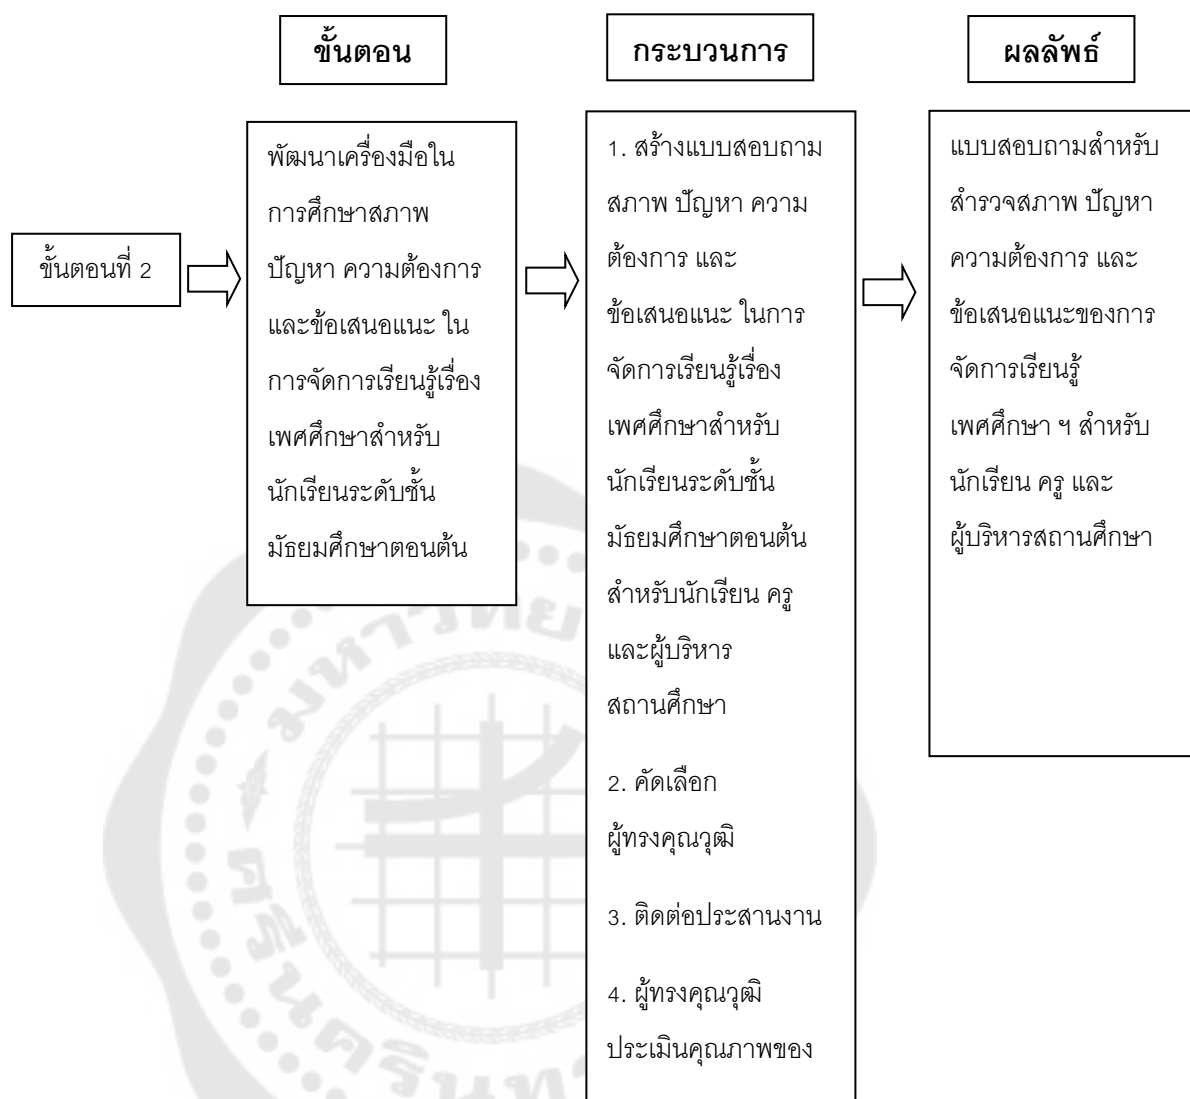 ขั้นตอน
กระบวนการ
ผลลัพธ์
ขั้นตอนที่ 2
พัฒนาเครื่องมือใน
การศึกษาสภาพ
ปัญหา ความต้องการ
และข้อเสนอแนะ ใน
การจัดการเรียนรู้เรื่อง
เพศศึกษาสำหรับ
นักเรียนระดับชั้น
มัธยมศึกษาตอนต้น
1. สร้างแบบสอบถาม
สภาพ ปัญหา ความ
ต้องการ และ
ข้อเสนอแนะ ในการ
จัดการเรียนรู้เรื่อง
เพศศึกษาสำหรับ
นักเรียนระดับชั้น
มัธยมศึกษาตอนต้น
สำหรับนักเรียน ครู
และผู้บริหาร
สถานศึกษา
2. คัดเลือก
ผู้ทรงคุณวุฒิ
3. ติดต่อประสานงาน
4. ผู้ทรงคุณวุฒิ
ประเมินคุณภาพของ
แบบสอบถามสำหรับ
สำรวจสภาพ ปัญหา
ความต้องการ และ
ข้อเสนอแนะของการ
จัดการเรียนรู้
เพศศึกษา ฯ สำหรับ
นักเรียน ครู และ
ผู้บริหารสถานศึกษา